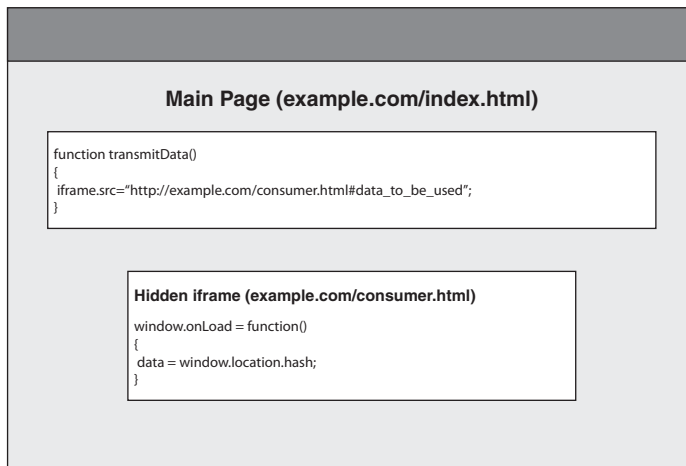 Main Page (example.com/index.html)
function transmitData()
{
iframe.src=“http://example.com/consumer.html#data_to_be_used”;
}
Hidden iframe (example.com/consumer.html)
window.onLoad = function()
{
data = window.location.hash;
}